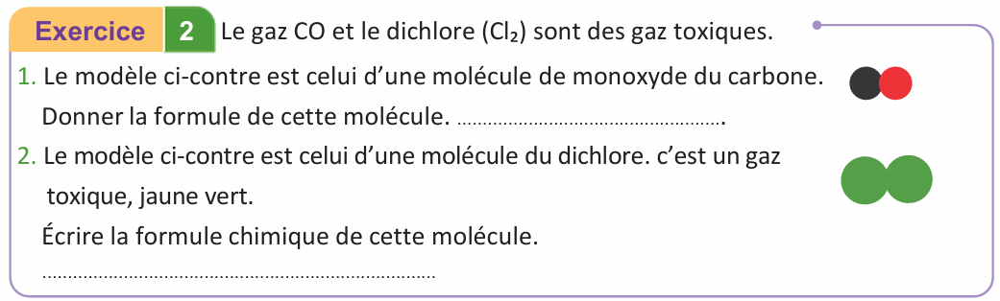 Exercice 2 Le gaz CO et le dichlore (Cl₂) sont des gaz toxiques.
1. Le modèle ci-contre est celui d’une molécule de monoxyde du carbone.
Donner la formule de cette molécule. ....................................................
2. Le modèle ci-contre est celui d’une molécule du dichlore. c’est un gaz
toxique, jaune vert.
Écrire la formule chimique de cette molécule.
..............................................................................